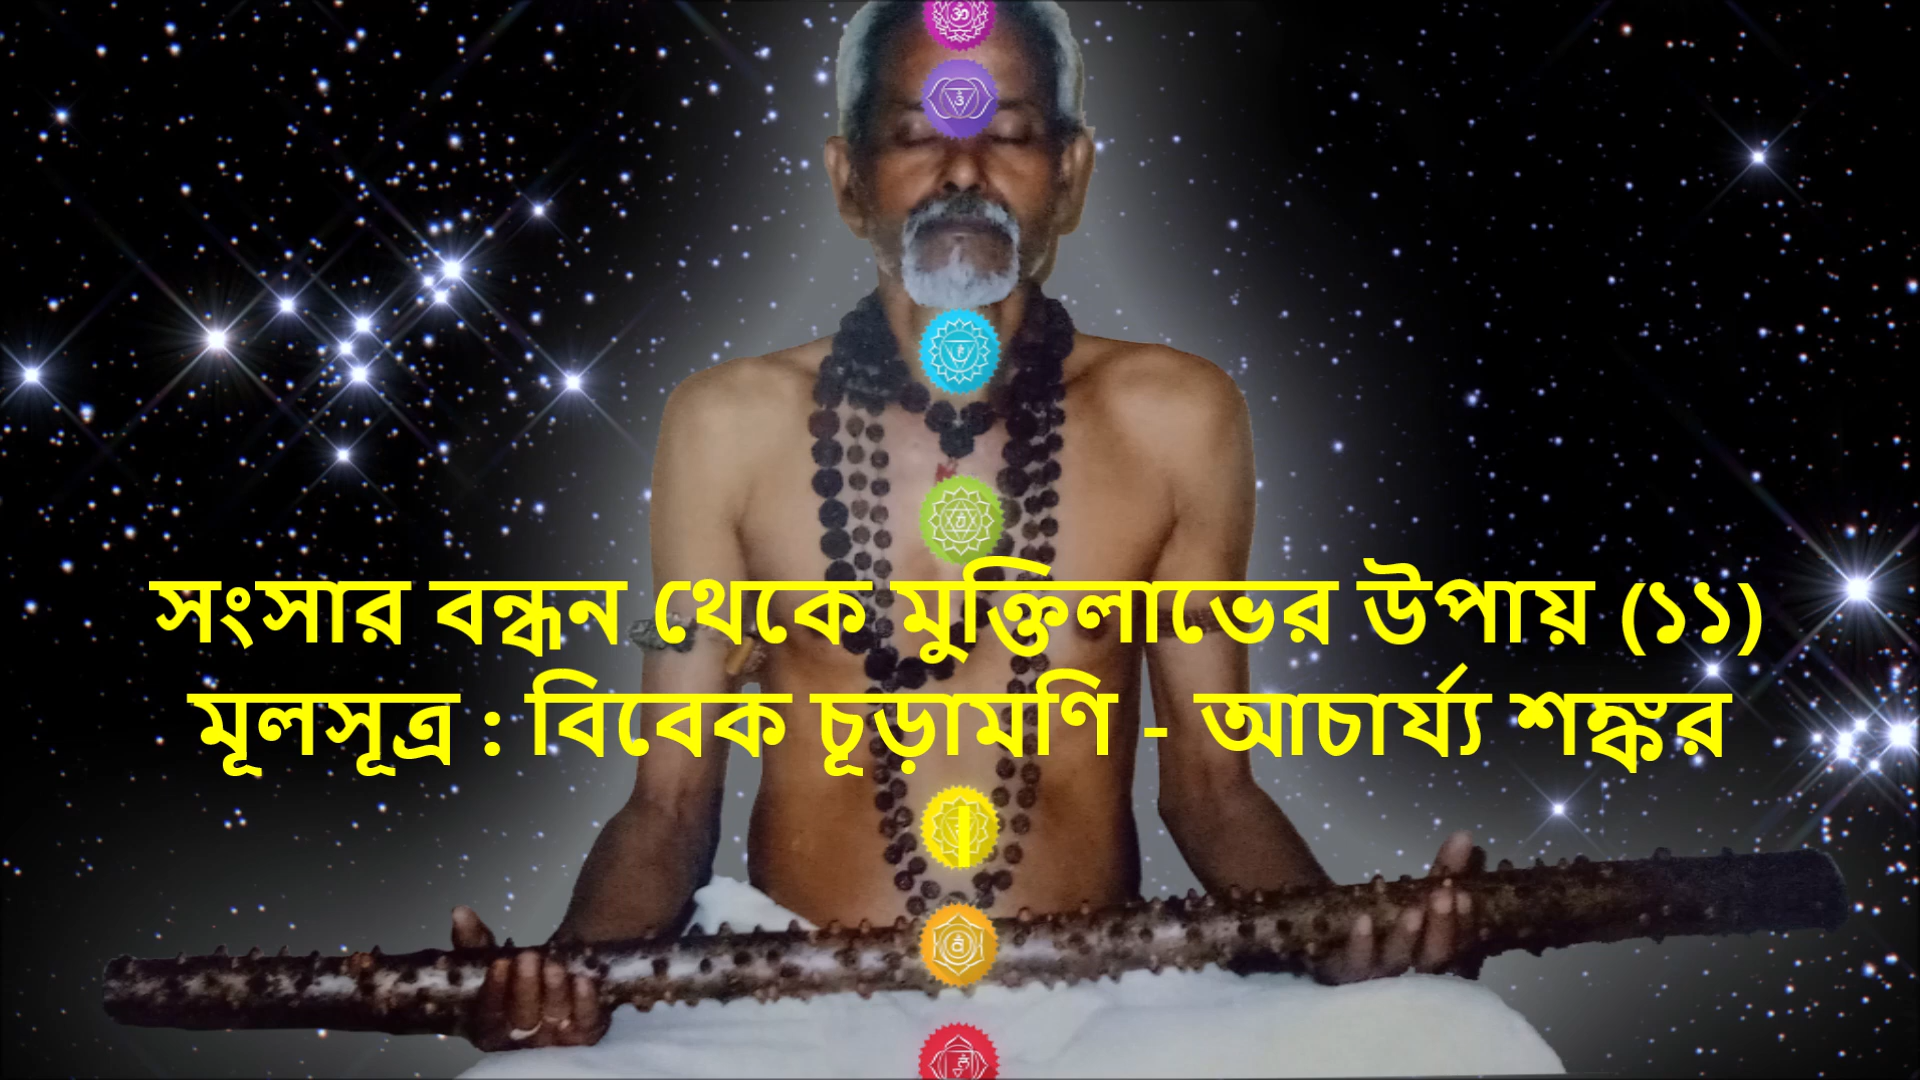 সংসার বন্ধন থেকে মুক্তিলাভের উপায় (১১)
মূলসূত্র : বিবেক চূড়ামণি - আচার্য্য শঙ্কর
।